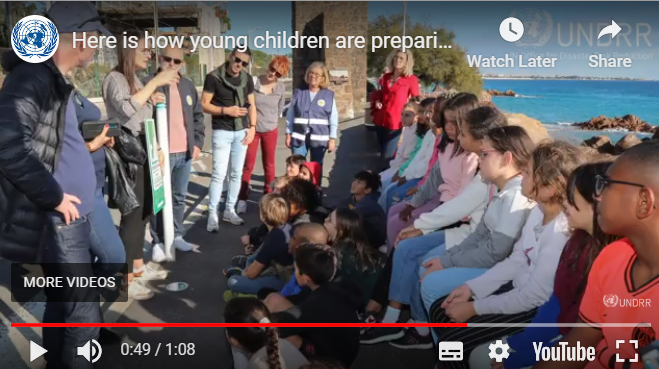 Here is how young children are prepari...
Watch Later
Share
UNDRR
MORE VIDEOS
UNDRR
0:49 / 1:08
YouTube